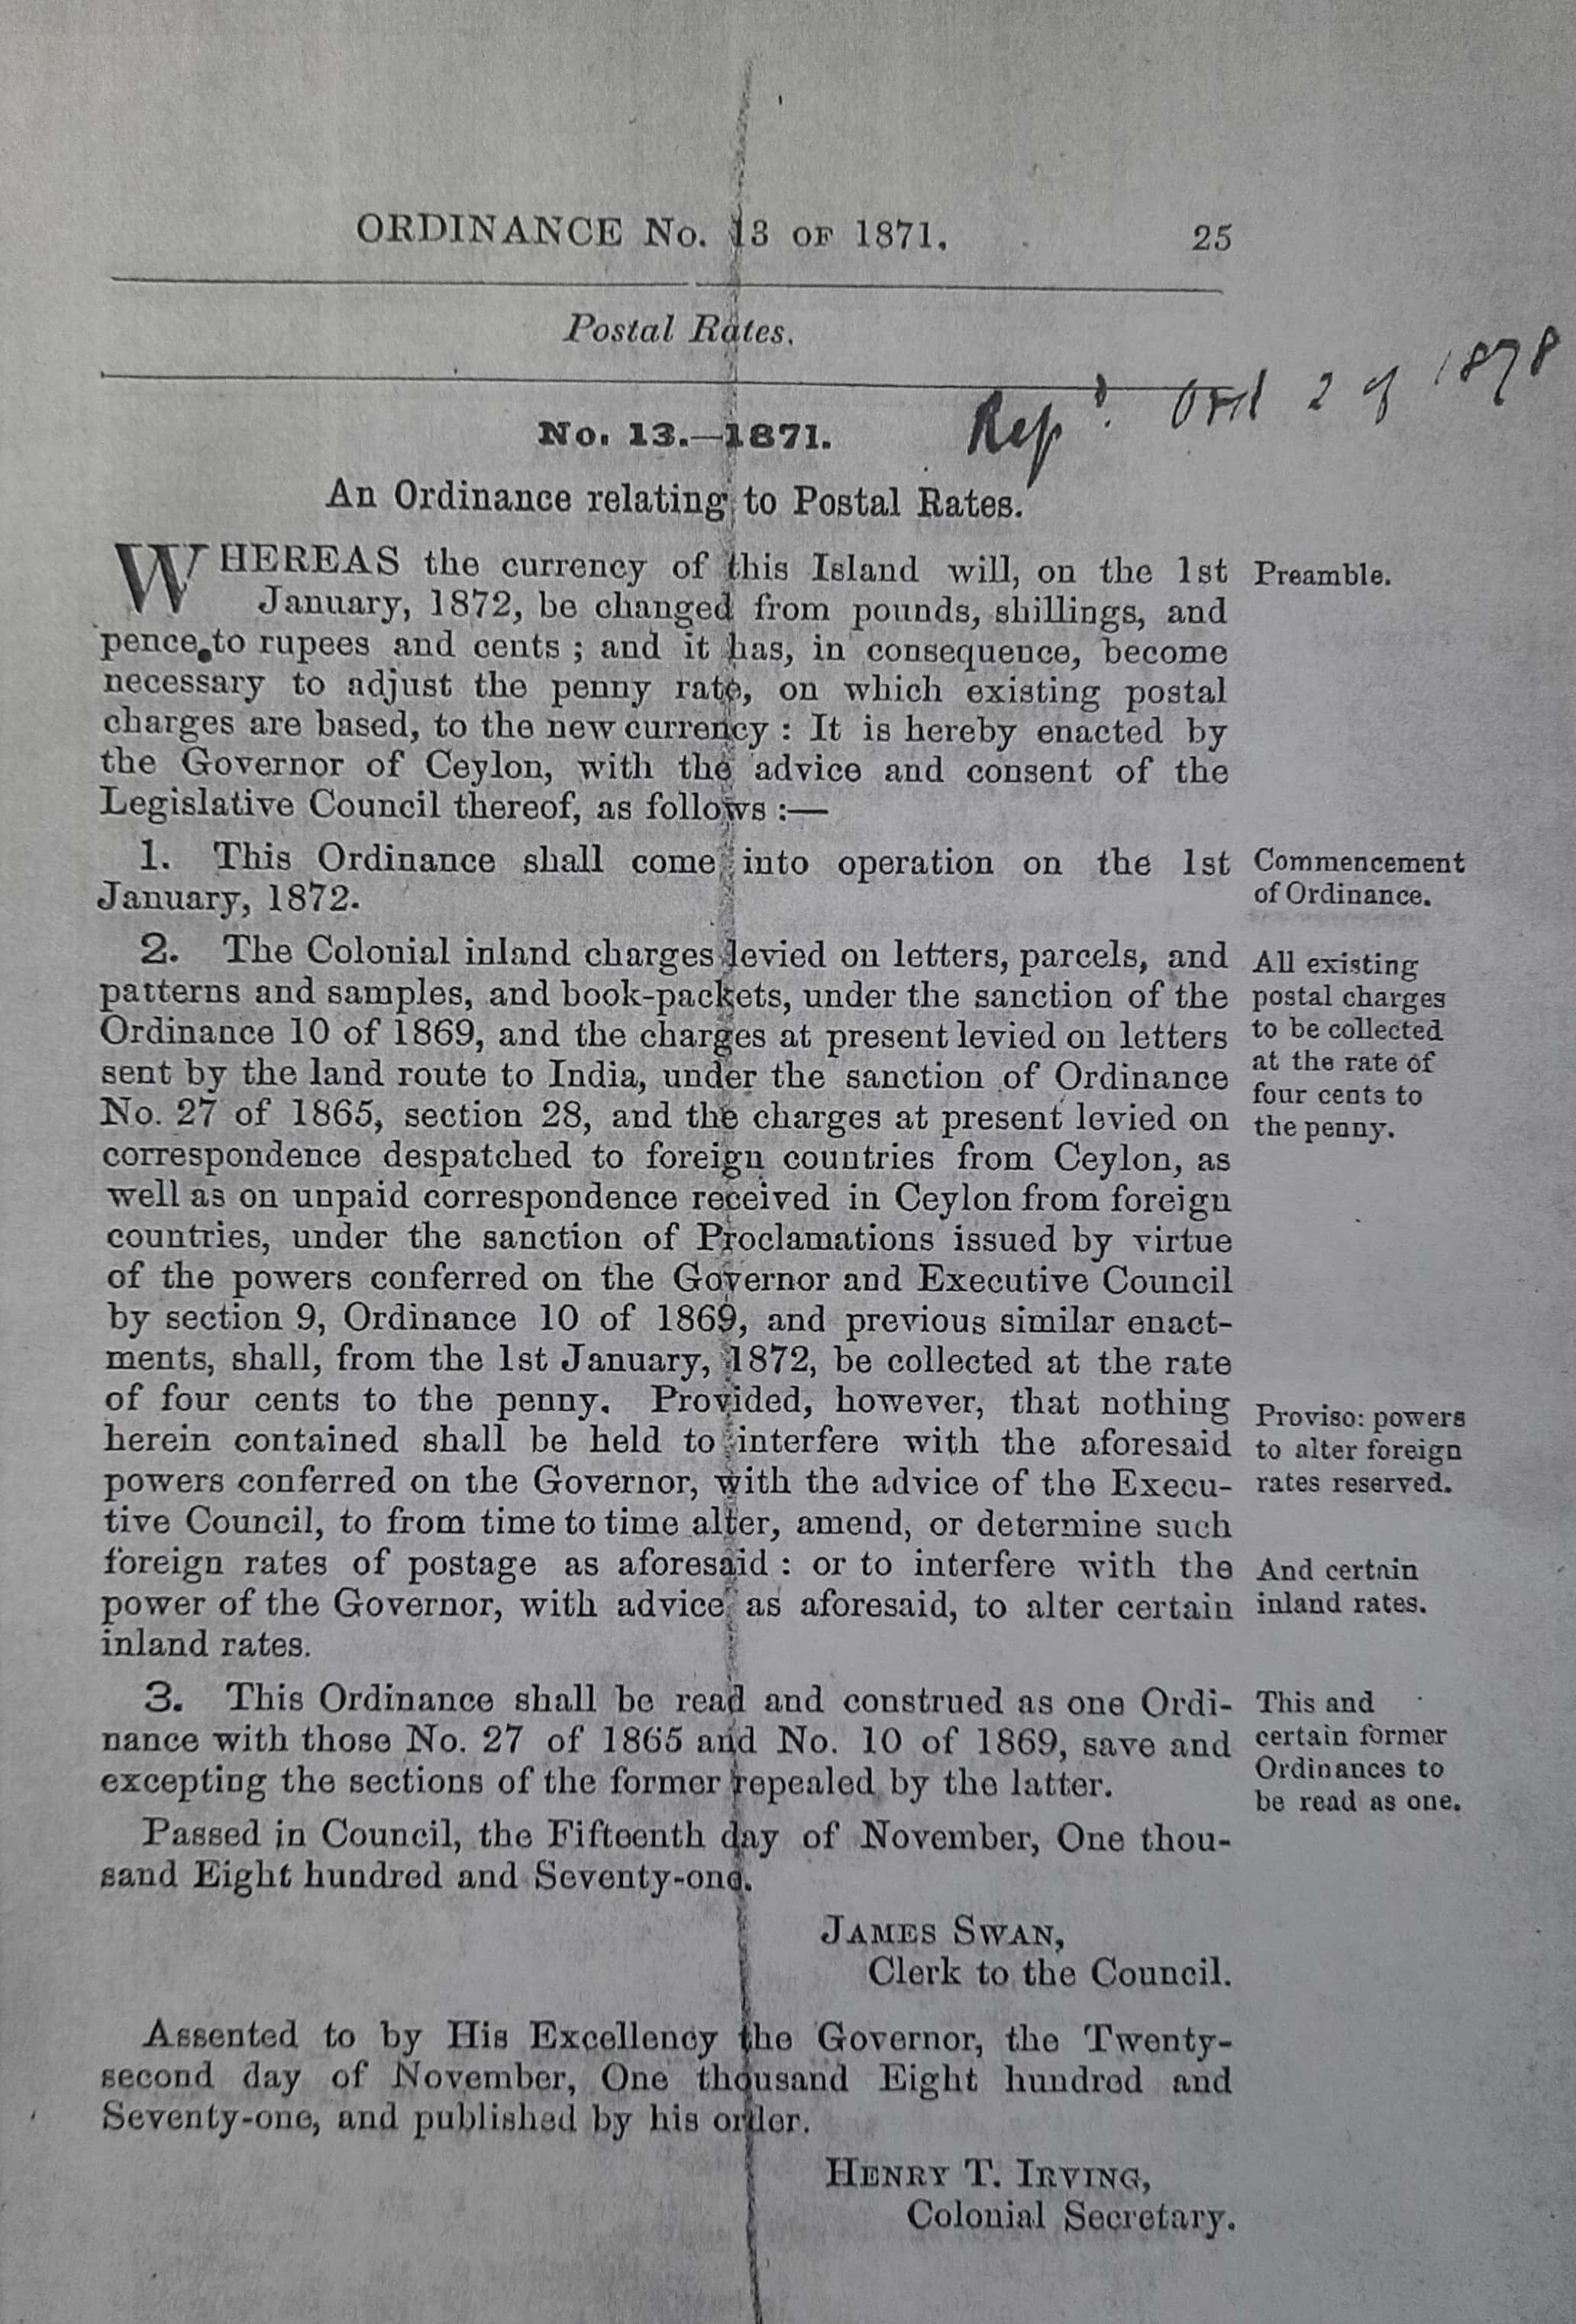 ORDINANCE No. 13 OF 1871. 25
Postal Rates.
Rep'd. Ord 2 of 1878
No. 13.—1871.
An Ordinance relating to Postal Rates.
WHEREAS the currency of this Island will, on the 1st
January, 1872, be changed from pounds, shillings, and
pence to rupees and cents ; and it has, in consequence, become
necessary to adjust the penny rate, on which existing postal
charges are based, to the new currency : It is hereby enacted by
the Governor of Ceylon, with the advice and consent of the
Legislative Council thereof, as follows :—
Preamble.
1. This Ordinance shall come into operation on the 1st
January, 1872.
Commencement
of Ordinance.
2. The Colonial inland charges levied on letters, parcels, and
patterns and samples, and book-packets, under the sanction of the
Ordinance 10 of 1869, and the charges at present levied on letters
sent by the land route to India, under the sanction of Ordinance
No. 27 of 1865, section 28, and the charges at present levied on
correspondence despatched to foreign countries from Ceylon, as
well as on unpaid correspondence received in Ceylon from foreign
countries, under the sanction of Proclamations issued by virtue
of the powers conferred on the Governor and Executive Council
by section 9, Ordinance 10 of 1869, and previous similar enact-
ments, shall, from the 1st January, 1872, be collected at the rate
of four cents to the penny. Provided, however, that nothing
herein contained shall be held to interfere with the aforesaid
powers conferred on the Governor, with the advice of the Execu-
tive Council, to from time to time alter, amend, or determine such
foreign rates of postage as aforesaid : or to interfere with the
power of the Governor, with advice as aforesaid, to alter certain
inland rates.
All existing
postal charges
to be collected
at the rate of
four cents to
the penny.
Proviso: powers
to alter foreign
rates reserved.
And certain
inland rates.
3. This Ordinance shall be read and construed as one Ordi-
nance with those No. 27 of 1865 and No. 10 of 1869, save and
excepting the sections of the former repealed by the latter.
This and
certain former
Ordinances to
be read as one.
Passed in Council, the Fifteenth day of November, One thou-
sand Eight hundred and Seventy-one.
JAMES SWAN,
Clerk to the Council.
Assented to by His Excellency the Governor, the Twenty-
second day of November, One thousand Eight hundred and
Seventy-one, and published by his order.
HENRY T. IRVING,
Colonial Secretary.